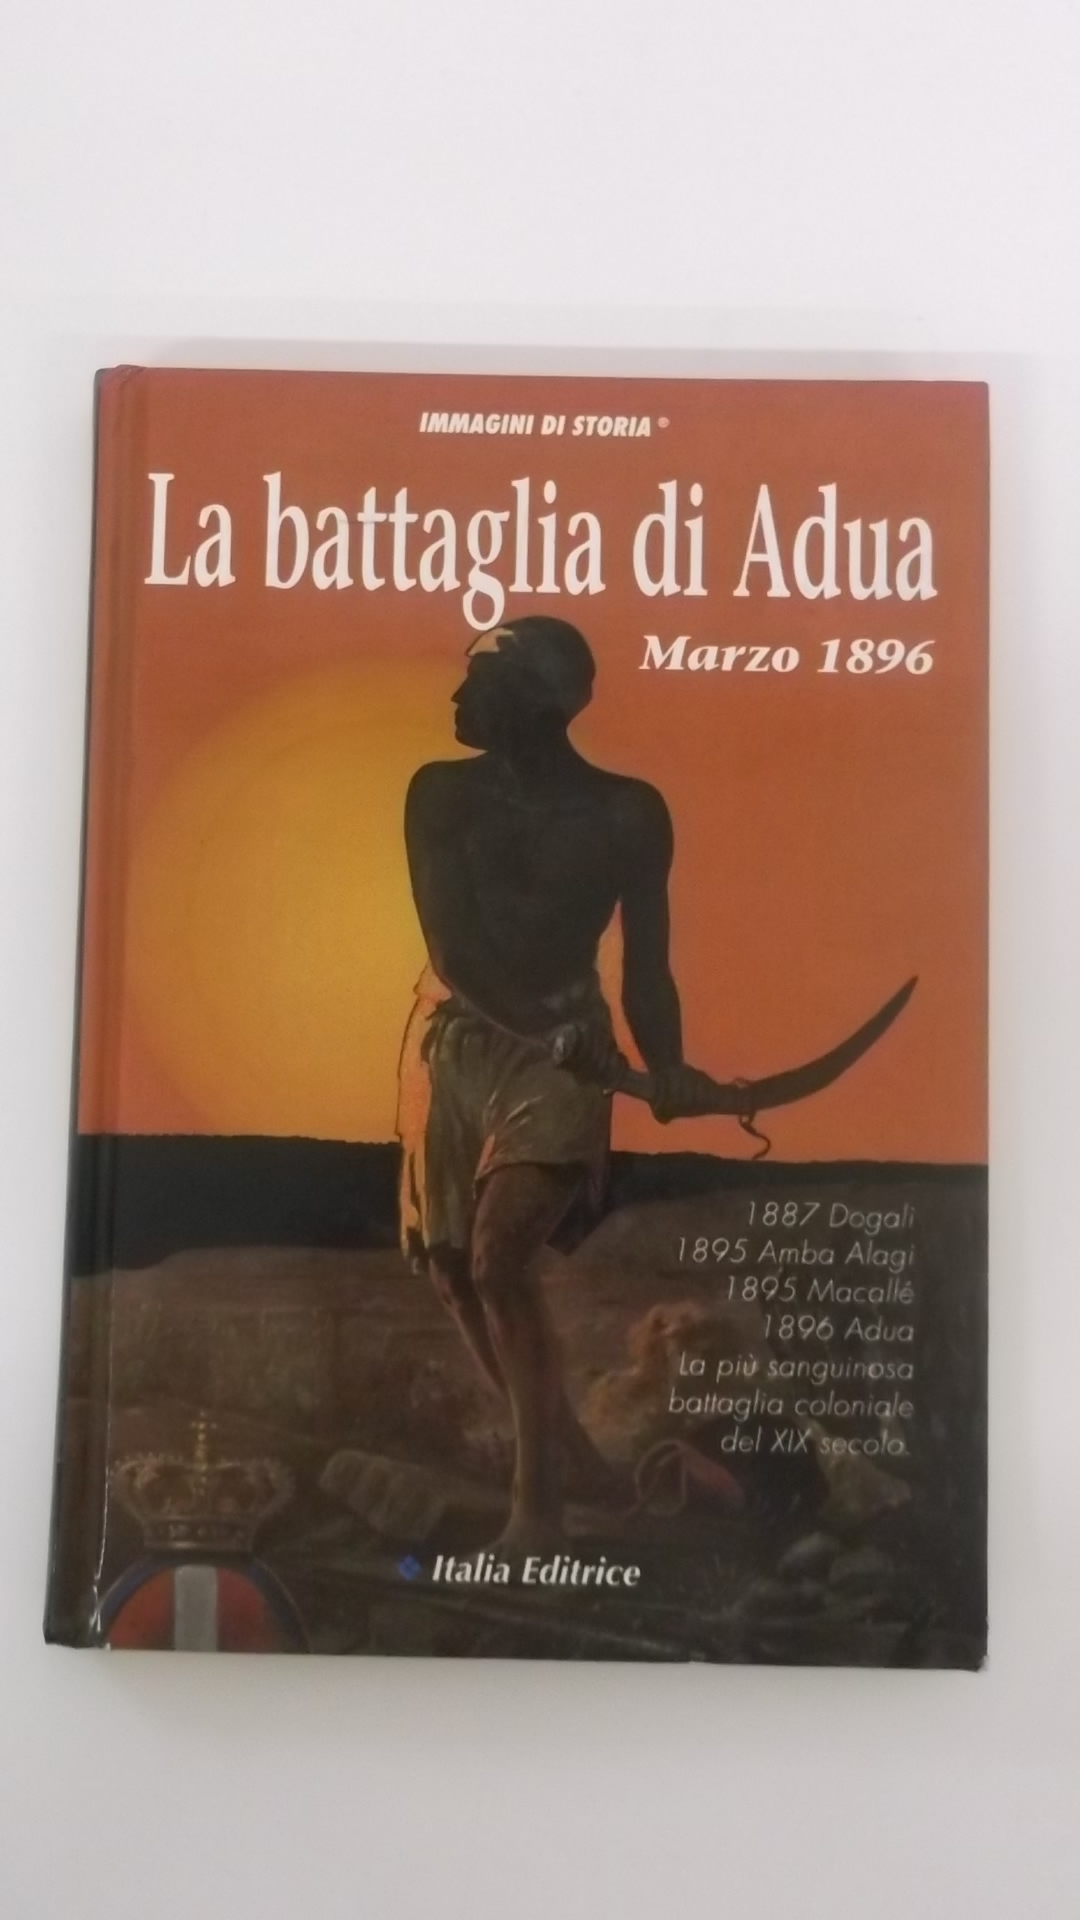 IMMAGINI DI STORIA®
La battaglia di Adua
Marzo 1896
1887 Dogali
1895 Amba Alagi
1895 Macallé
1896 Adua
La più sanguinosa
battaglia coloniale
del XIX secolo.
Italia Editrice